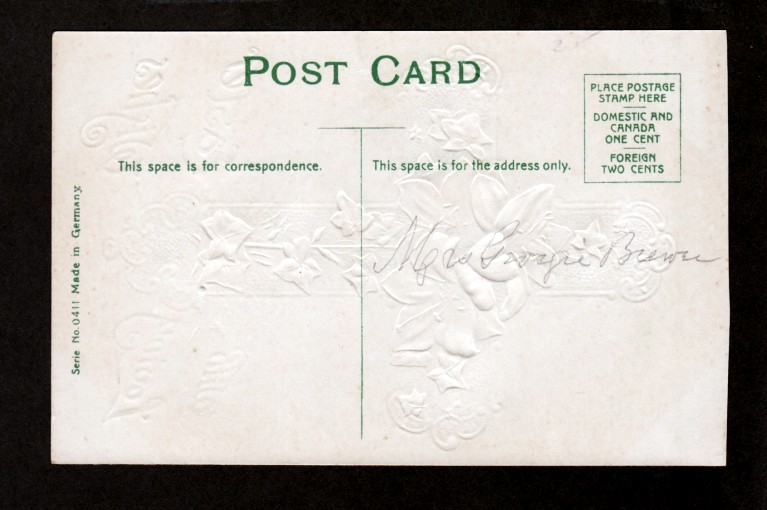 POST CARD
PLACE POSTAGE
STAMP HERE
DOMESTIC AND
CANADA
ONE CENT
FOREIGN
TWO CENTS
This space is for correspondence.
This space is for the address only.
Mrs Georgie Brown
Serie No. 0411 Made in Germany.